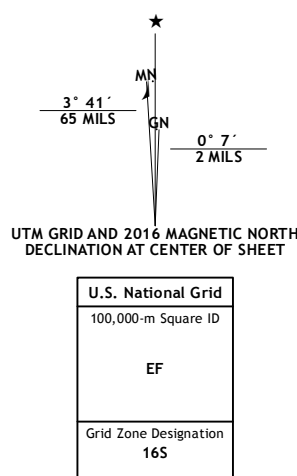 ★
MN
3° 41´
65 MILS
GN
0° 7´
2 MILS
UTM GRID AND 2016 MAGNETIC NORTH
DECLINATION AT CENTER OF SHEET
U.S. National Grid
100,000-m Square ID
EF
Grid Zone Designation
16S